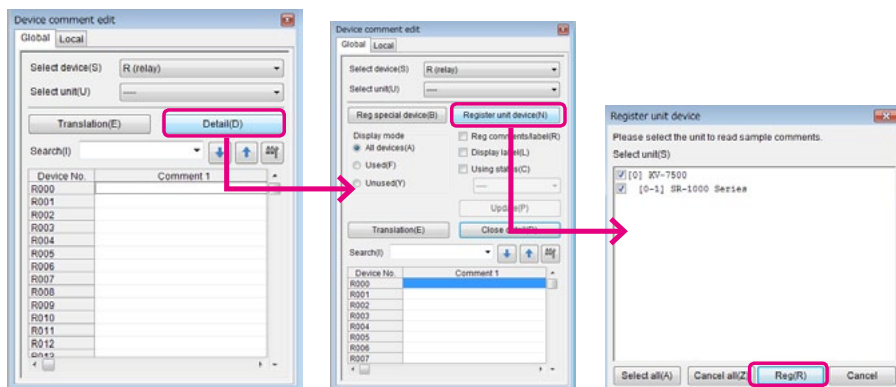 Device comment edit
Global Local
Select device(S) R (relay)
Select unit(U) ----
Translation(E) Detail(D)
Search(I)
Device No. Comment 1
R000
R001
R002
R003
R004
R005
R006
R007
R008
R009
R010
R011
R012
R013
Device comment edit
Global Local
Select device(S) R (relay)
Select unit(U) ----
Reg special device(B) Register unit device(N)
Display mode
All devices(A)
Used(F)
Unused(Y)
Reg comments/label(R)
Display label(L)
Using status(C)
----
Update(P)
Translation(E) Close
Search(I)
Device No. Comment 1
R000
R001
R002
R003
R004
R005
R006
R007
Register unit device
Please select the unit to read sample comments.
Select unit(S)
[0] KV-7500
[0-1] SR-1000 Series
Select all(A) Cancel all(Z) Reg(R) Cancel